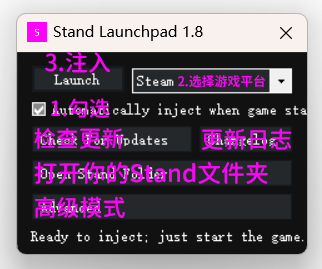 S Stand Launchpad 1.8
3.注入
Launch Steam 2.选择游戏平台
1.勾选
Automatically inject when game sta
检查更新 更新日志
Check For Updates Changelog
打开你的Stand文件夹
Open Stand Folder
高级模式
Advanced
Ready to inject; just start the game.